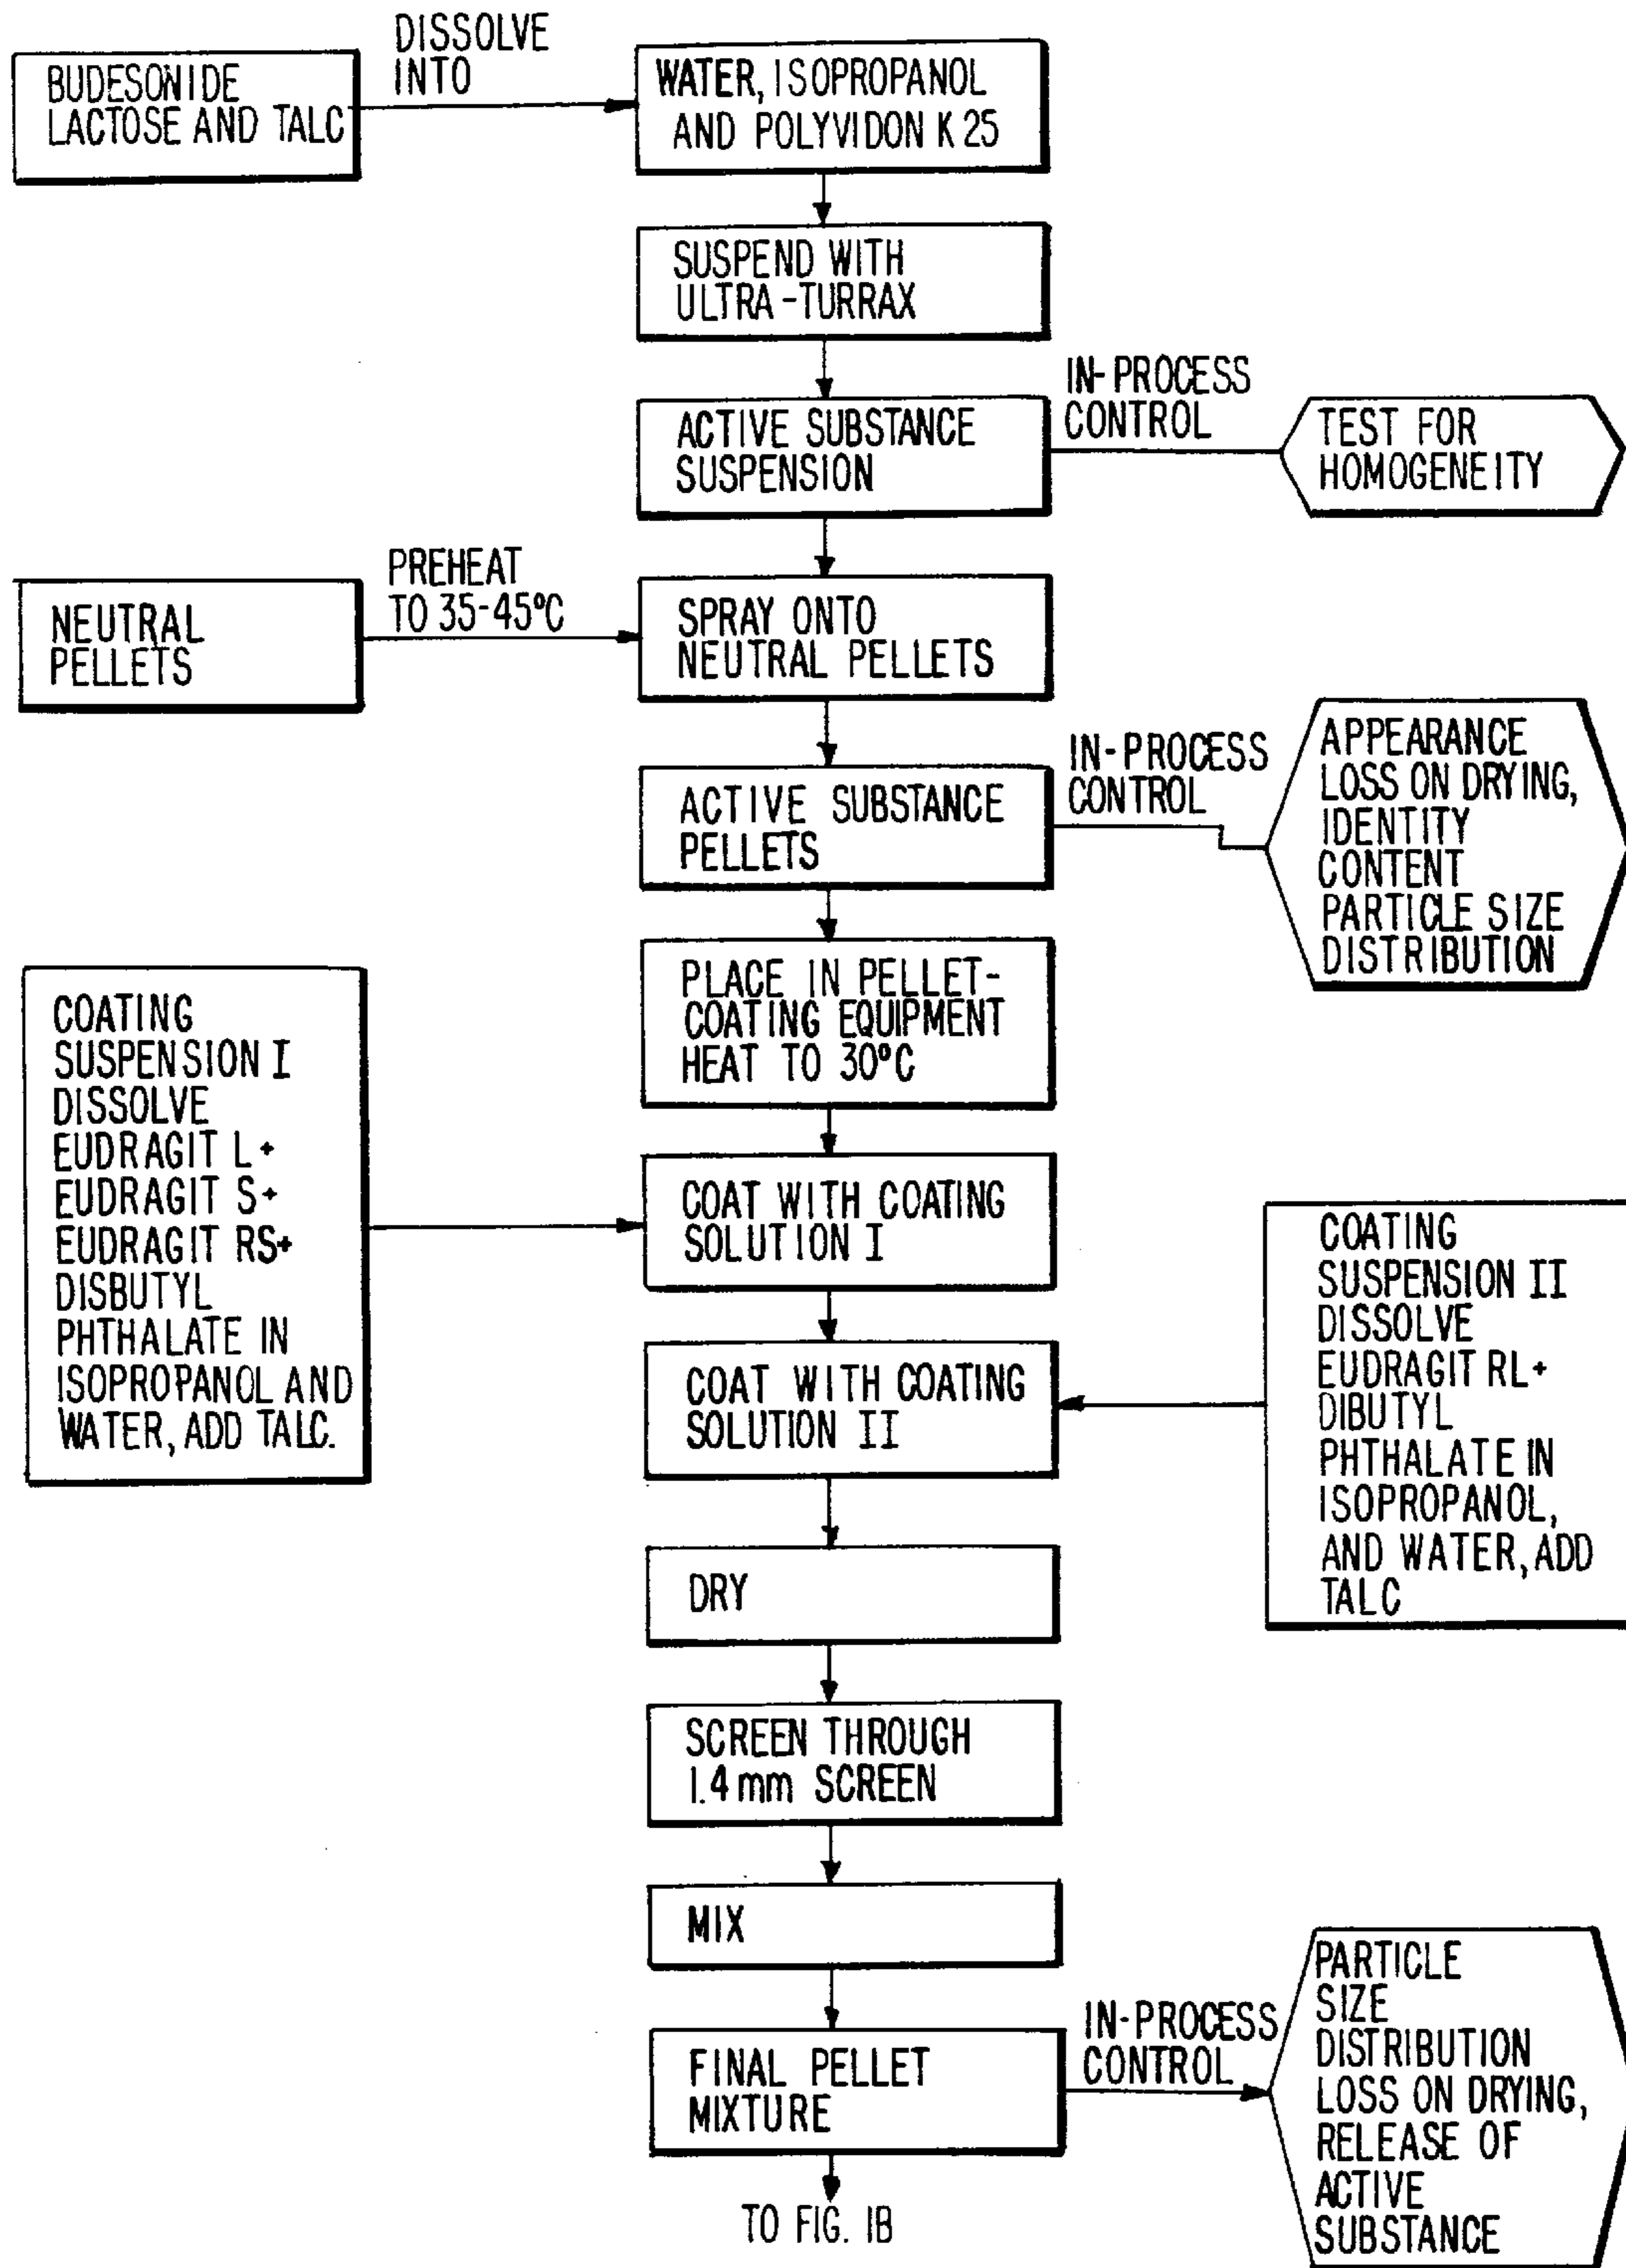 BUDESONIDE
LACTOSE AND TALC
DISSOLVE
INTO
WATER, ISOPROPANOL
AND POLYVIDON K 25
SUSPEND WITH
ULTRA-TURRAX
ACTIVE SUBSTANCE
SUSPENSION
IN-PROCESS
CONTROL
TEST FOR
HOMOGENEITY
NEUTRAL
PELLETS
PREHEAT
TO 35-45°C
SPRAY ONTO
NEUTRAL PELLETS
ACTIVE SUBSTANCE
PELLETS
IN-PROCESS
CONTROL
APPEARANCE
LOSS ON DRYING,
IDENTITY
CONTENT
PARTICLE SIZE
DISTRIBUTION
PLACE IN PELLET-
COATING EQUIPMENT
HEAT TO 30°C
COATING
SUSPENSION I
DISSOLVE
EUDRAGIT L+
EUDRAGIT S+
EUDRAGIT RS+
DISBUTYL
PHTHALATE IN
ISOPROPANOL AND
WATER, ADD TALC.
COAT WITH COATING
SOLUTION I
COAT WITH COATING
SOLUTION II
COATING
SUSPENSION II
DISSOLVE
EUDRAGIT RL+
DIBUTYL
PHTHALATE IN
ISOPROPANOL,
AND WATER, ADD
TALC
DRY
SCREEN THROUGH
1.4 mm SCREEN
MIX
FINAL PELLET
MIXTURE
IN-PROCESS
CONTROL
PARTICLE
SIZE
DISTRIBUTION
LOSS ON DRYING,
RELEASE OF
ACTIVE
SUBSTANCE
TO FIG. 1B